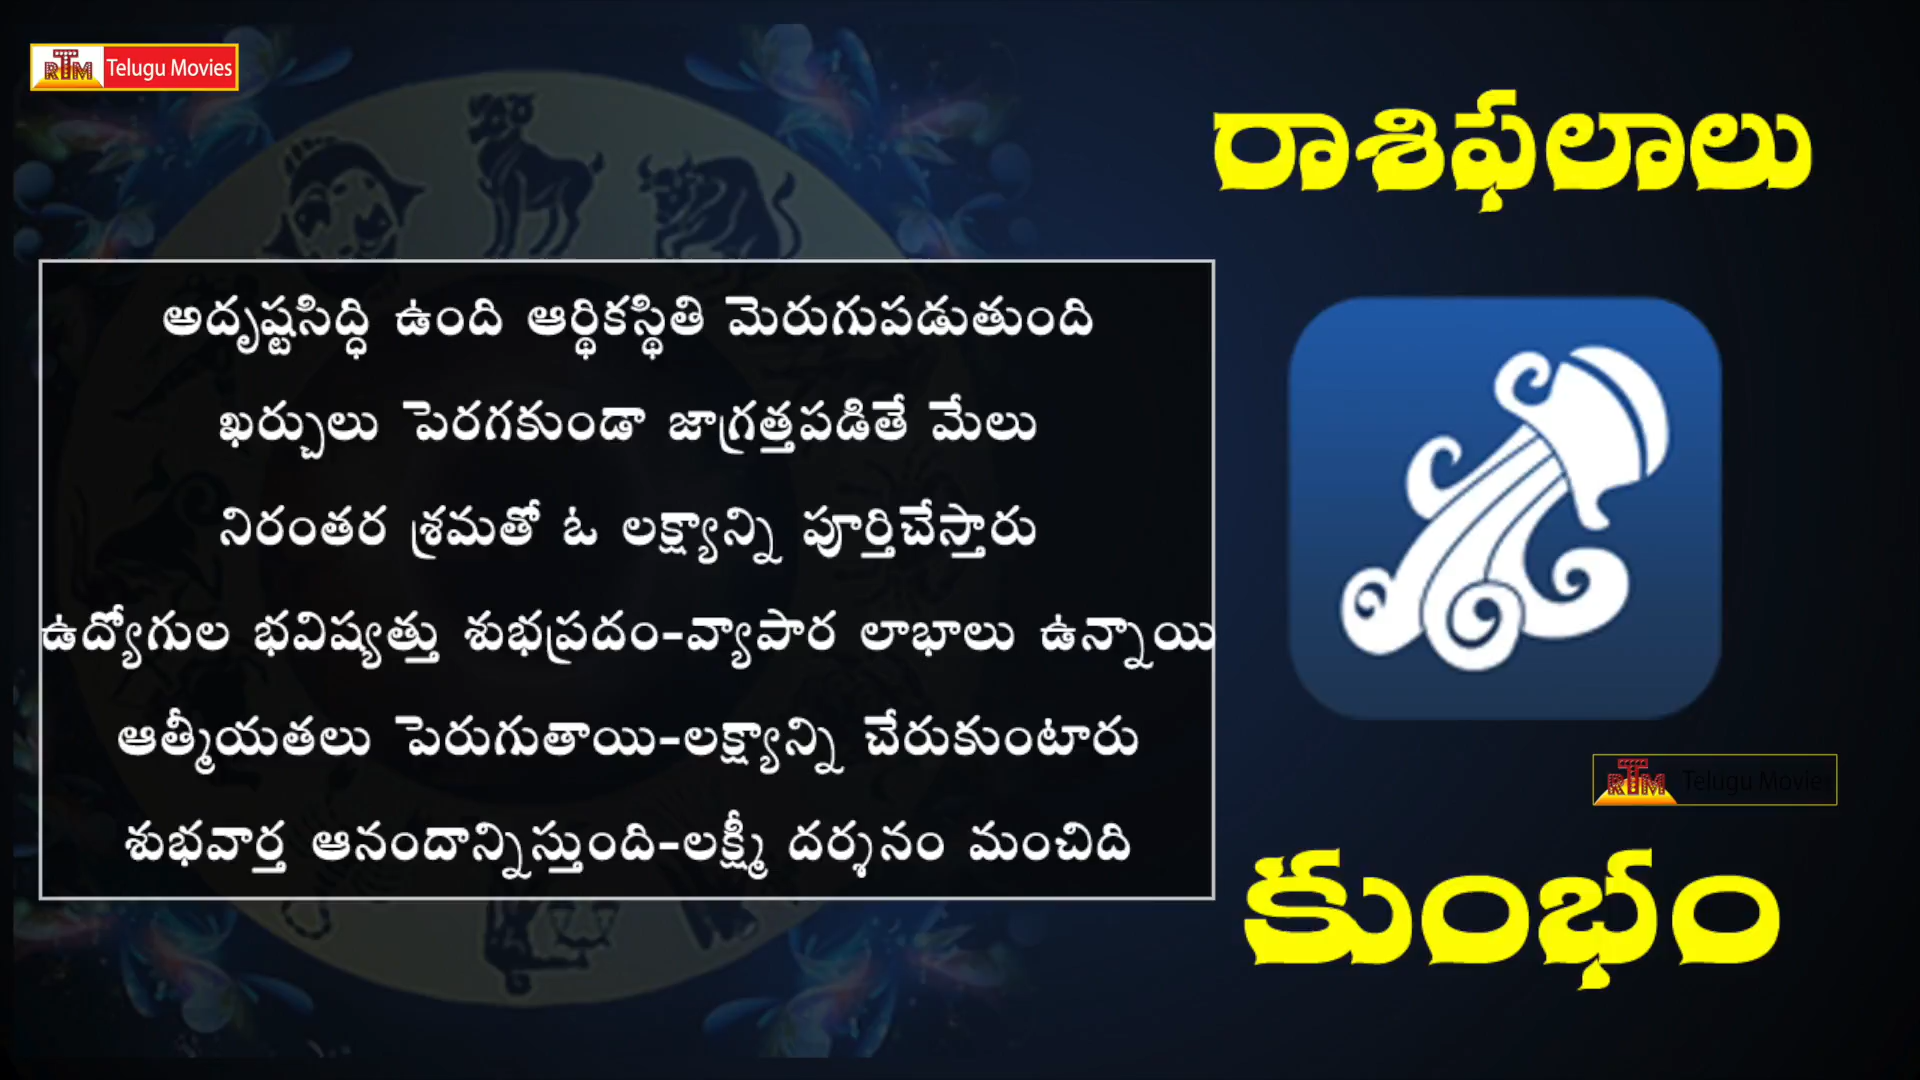 RTM Telugu Movies
రాశిఫలాలు
అదృష్టసిద్ధి ఉంది ఆర్థికస్థితి మెరుగుపడుతుంది
ఖర్చులు పెరగకుండా జాగ్రత్తపడితే మేలు
నిరంతర శ్రమతో ఓ లక్ష్యాన్ని పూర్తిచేస్తారు
ఉద్యోగుల భవిష్యత్తు శుభప్రదం-వ్యాపార లాభాలు ఉన్నాయి
ఆత్మీయతలు పెరుగుతాయి-లక్ష్యాన్ని చేరుకుంటారు
శుభవార్త ఆనందాన్నిస్తుంది-లక్ష్మీ దర్శనం మంచిది
RTM Telugu Movies
కుంభం